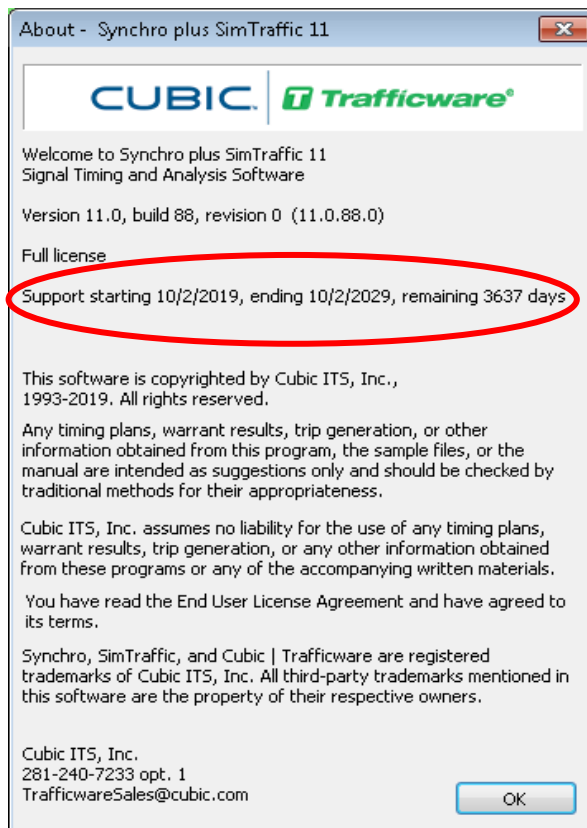 About - Synchro plus SimTraffic 11
CUBIC. Trafficware®
Welcome to Synchro plus SimTraffic 11
Signal Timing and Analysis Software
Version 11.0, build 88, revision 0 (11.0.88.0)
Full license
Support starting 10/2/2019, ending 10/2/2029, remaining 3637 days
This software is copyrighted by Cubic ITS, Inc.,
1993-2019. All rights reserved.
Any timing plans, warrant results, trip generation, or other
information obtained from this program, the sample files, or the
manual are intended as suggestions only and should be checked by
traditional methods for their appropriateness.
Cubic ITS, Inc. assumes no liability for the use of any timing plans,
warrant results, trip generation, or any other information obtained
from these programs or any of the accompanying written materials.
You have read the End User License Agreement and have agreed to
its terms.
Synchro, SimTraffic, and Cubic | Trafficware are registered
trademarks of Cubic ITS, Inc. All third-party trademarks mentioned in
this software are the property of their respective owners.
Cubic ITS, Inc.
281-240-7233 opt. 1
TrafficwareSales@cubic.com
OK